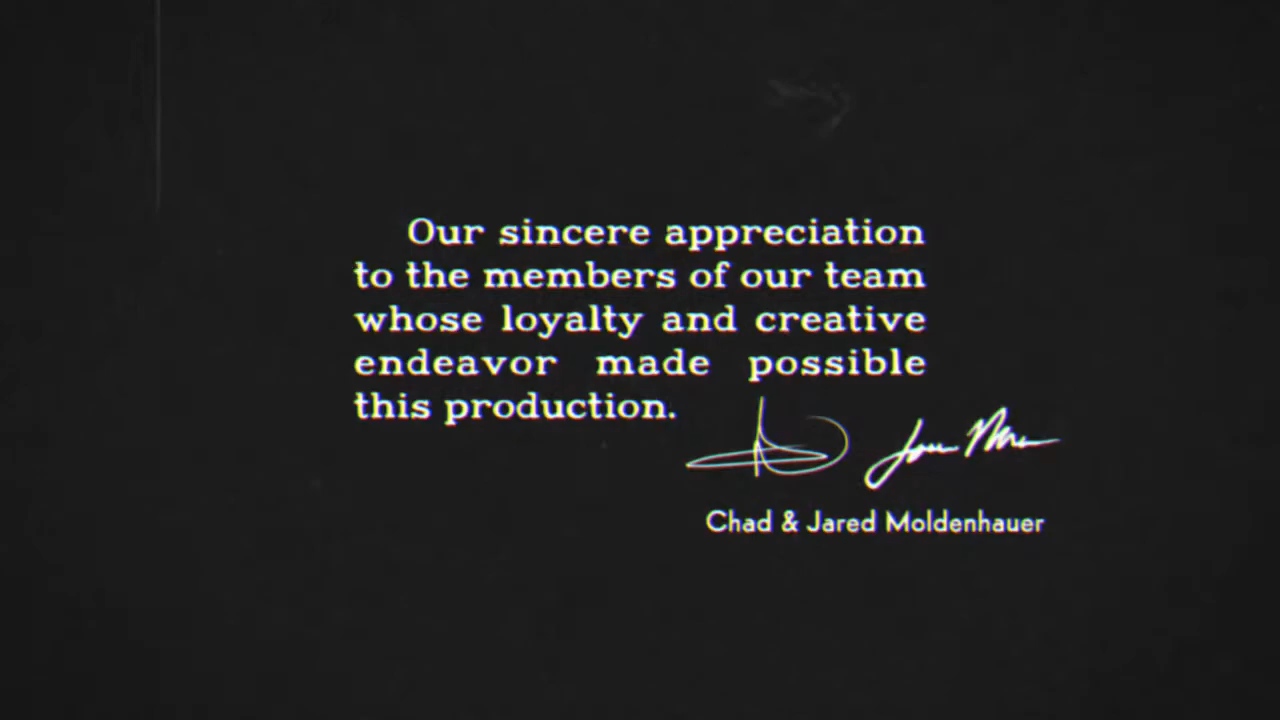 Our sincere appreciation
to the members of our team
whose loyalty and creative
endeavor made possible
this production.
Chad & Jared Moldenhauer